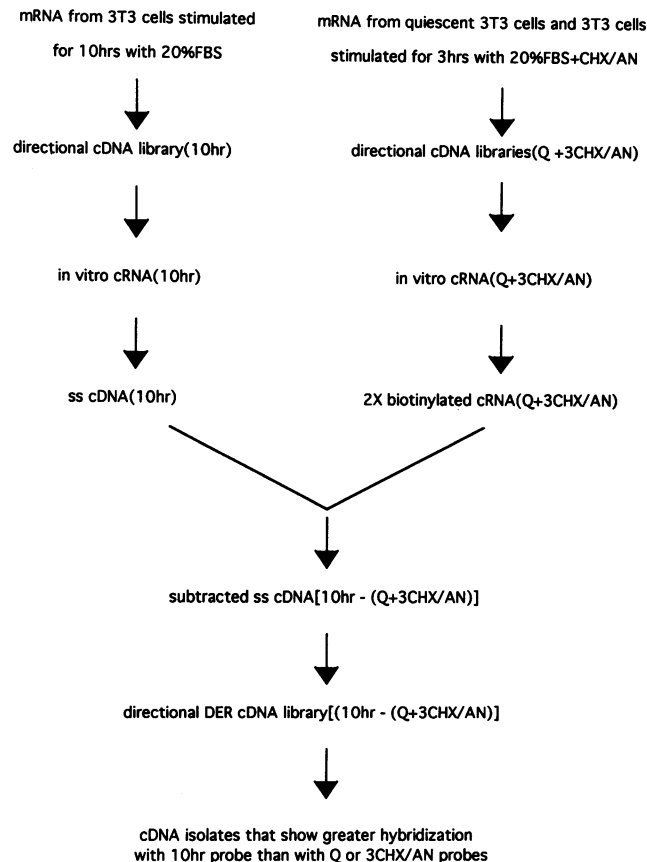 mRNA from 3T3 cells stimulated
for 10hrs with 20%FBS
mRNA from quiescent 3T3 cells and 3T3 cells
stimulated for 3hrs with 20%FBS+CHX/AN
directional cDNA library(10hr)
directional cDNA libraries(Q +3CHX/AN)
in vitro cRNA(10hr)
in vitro cRNA(Q+3CHX/AN)
ss cDNA(10hr)
2X biotinylated cRNA(Q+3CHX/AN)
subtracted ss cDNA[10hr - (Q+3CHX/AN)]
directional DER cDNA library[(10hr - (Q+3CHX/AN)]
cDNA isolates that show greater hybridization
with 10hr probe than with Q or 3CHX/AN probes